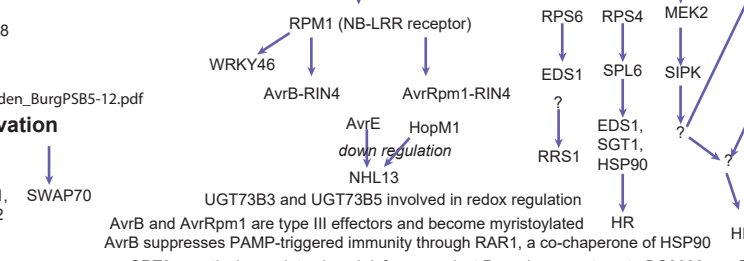 8
RPM1 (NB-LRR receptor)
RPS6
RPS4
MEK2
WRKY46
EDS1
SPL6
SIPK
den_BurgPSB5-12.pdf
AvrB-RIN4
AvrRpm1-RIN4
?
vation
AvrE
HopM1
EDS1,
SGT1,
HSP90
?
down regulation
RRS1
?
NHL13
1, SWAP70
2
UGT73B3 and UGT73B5 involved in redox regulation
AvrB and AvrRpm1 are type III effectors and become myristoylated
HR
AvrB suppresses PAMP-triggered immunity through RAR1, a co-chaperone of HSP90